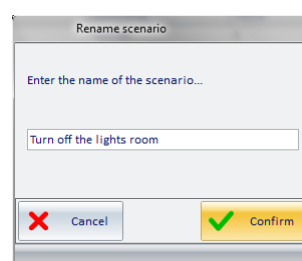 Rename scenario
Enter the name of the scenario...
Turn off the lights room
Cancel
Confirm